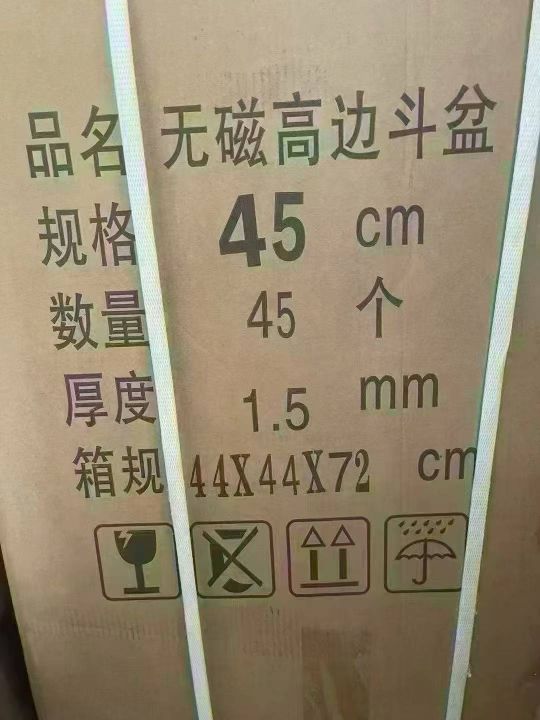 品名 无磁高边斗盆
规格 45 cm
数量 45 个
厚度 1.5 mm
箱规 44X44X72 cm